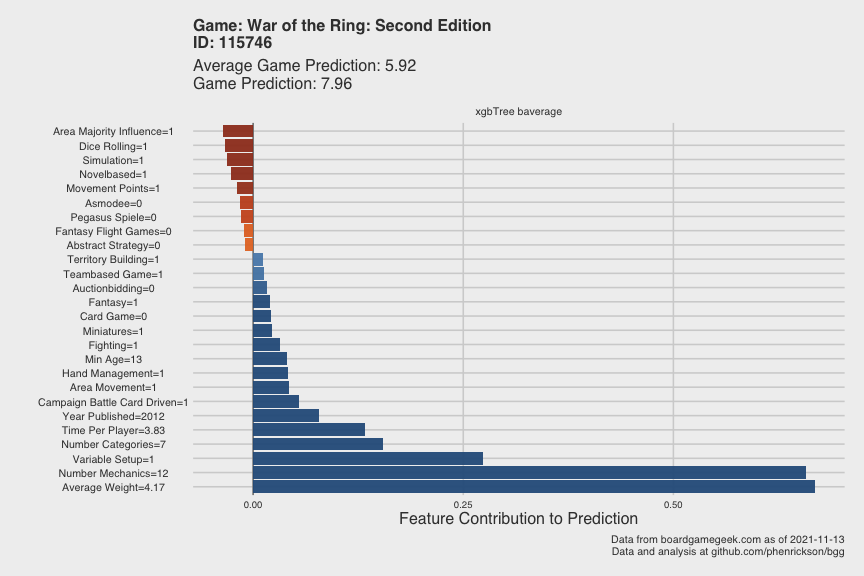 Game: War of the Ring: Second Edition
ID: 115746
Average Game Prediction: 5.92
Game Prediction: 7.96
xgbTree baverage
Area Majority Influence=1
Dice Rolling=1
Simulation=1
Novelbased=1
Movement Points=1
Asmodee=0
Pegasus Spiele=0
Fantasy Flight Games=0
Abstract Strategy=0
Territory Building=1
Teambased Game=1
Auctionbidding=0
Fantasy=1
Card Game=0
Miniatures=1
Fighting=1
Min Age=13
Hand Management=1
Area Movement=1
Campaign Battle Card Driven=1
Year Published=2012
Time Per Player=3.83
Number Categories=7
Variable Setup=1
Number Mechanics=12
Average Weight=4.17
0.00 0.25 0.50
Feature Contribution to Prediction
Data from boardgamegeek.com as of 2021-11-13
Data and analysis at github.com/phenrickson/bgg